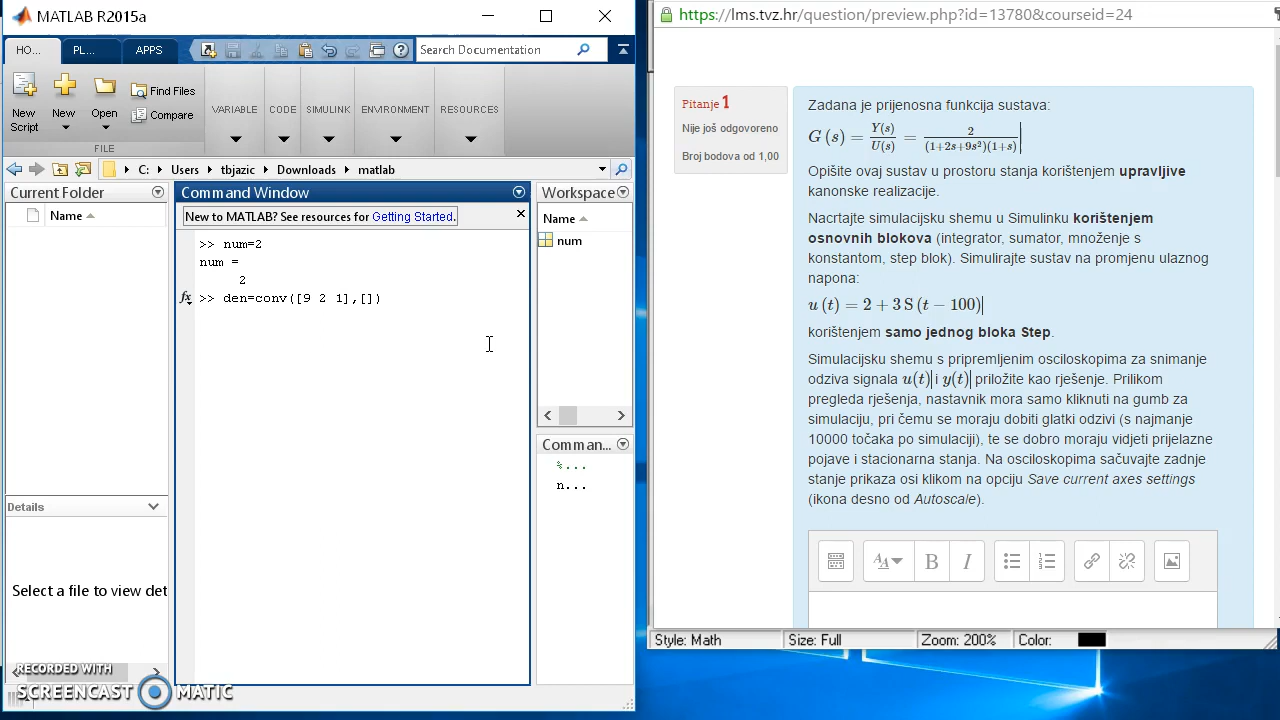 MATLAB R2015a
HO... PL... APPS Search Documentation
New Script
New
Open
Find Files
Compare
FILE
VARIABLE
CODE
SIMULINK
ENVIRONMENT
RESOURCES
C: Users tbjazic Downloads matlab
Current Folder
Name
Details
Select a file to view det
Command Window
New to MATLAB? See resources for Getting Started.
>> num=2
num =
2
fx >> den=conv([9 2 1],[])
Workspace
Name
num
Comman...
%...
n...
RECORDED WITH
SCREENCAST MATIC
https://lms.tvz.hr/question/preview.php?id=13780&courseid=24
Pitanje 1
Nije još odgovoreno
Broj bodova od 1,00
Zadana je prijenosna funkcija sustava:
G (s) = Y(s)/U(s) = 2/((1+2s+9s²)(1+s))
Opišite ovaj sustav u prostoru stanja korištenjem upravljive
kanonske realizacije.
Nacrtajte simulacijsku shemu u Simulinku korištenjem
osnovnih blokova (integrator, sumator, množenje s
konstantom, step blok). Simulirajte sustav na promjenu ulaznog
napona:
u (t) = 2 + 3 S (t − 100)
korištenjem samo jednog bloka Step.
Simulacijsku shemu s pripremljenim osciloskopima za snimanje
odziva signala u(t) i y(t) priložite kao rješenje. Prilikom
pregleda rješenja, nastavnik mora samo kliknuti na gumb za
simulaciju, pri čemu se moraju dobiti glatki odzivi (s najmanje
10000 točaka po simulaciji), te se dobro moraju vidjeti prijelazne
pojave i stacionarna stanja. Na osciloskopima sačuvajte zadnje
stanje prikaza osi klikom na opciju Save current axes settings
(ikona desno od Autoscale).
B I
Style: Math Size: Full Zoom: 200% Color: